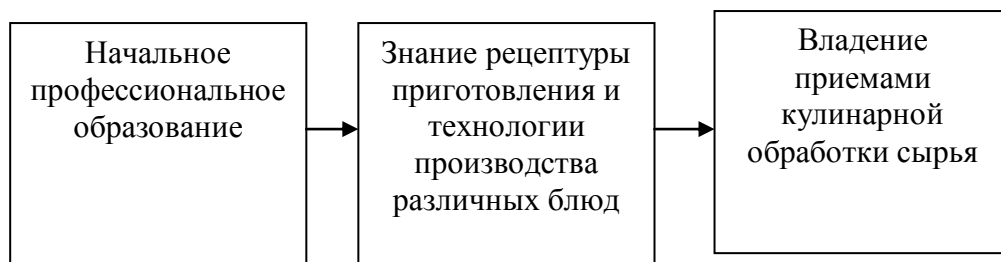 Начальное
профессиональное
образование
Знание рецептуры
приготовления и
технологии
производства
различных блюд
Владение
приемами
кулинарной
обработки сырья